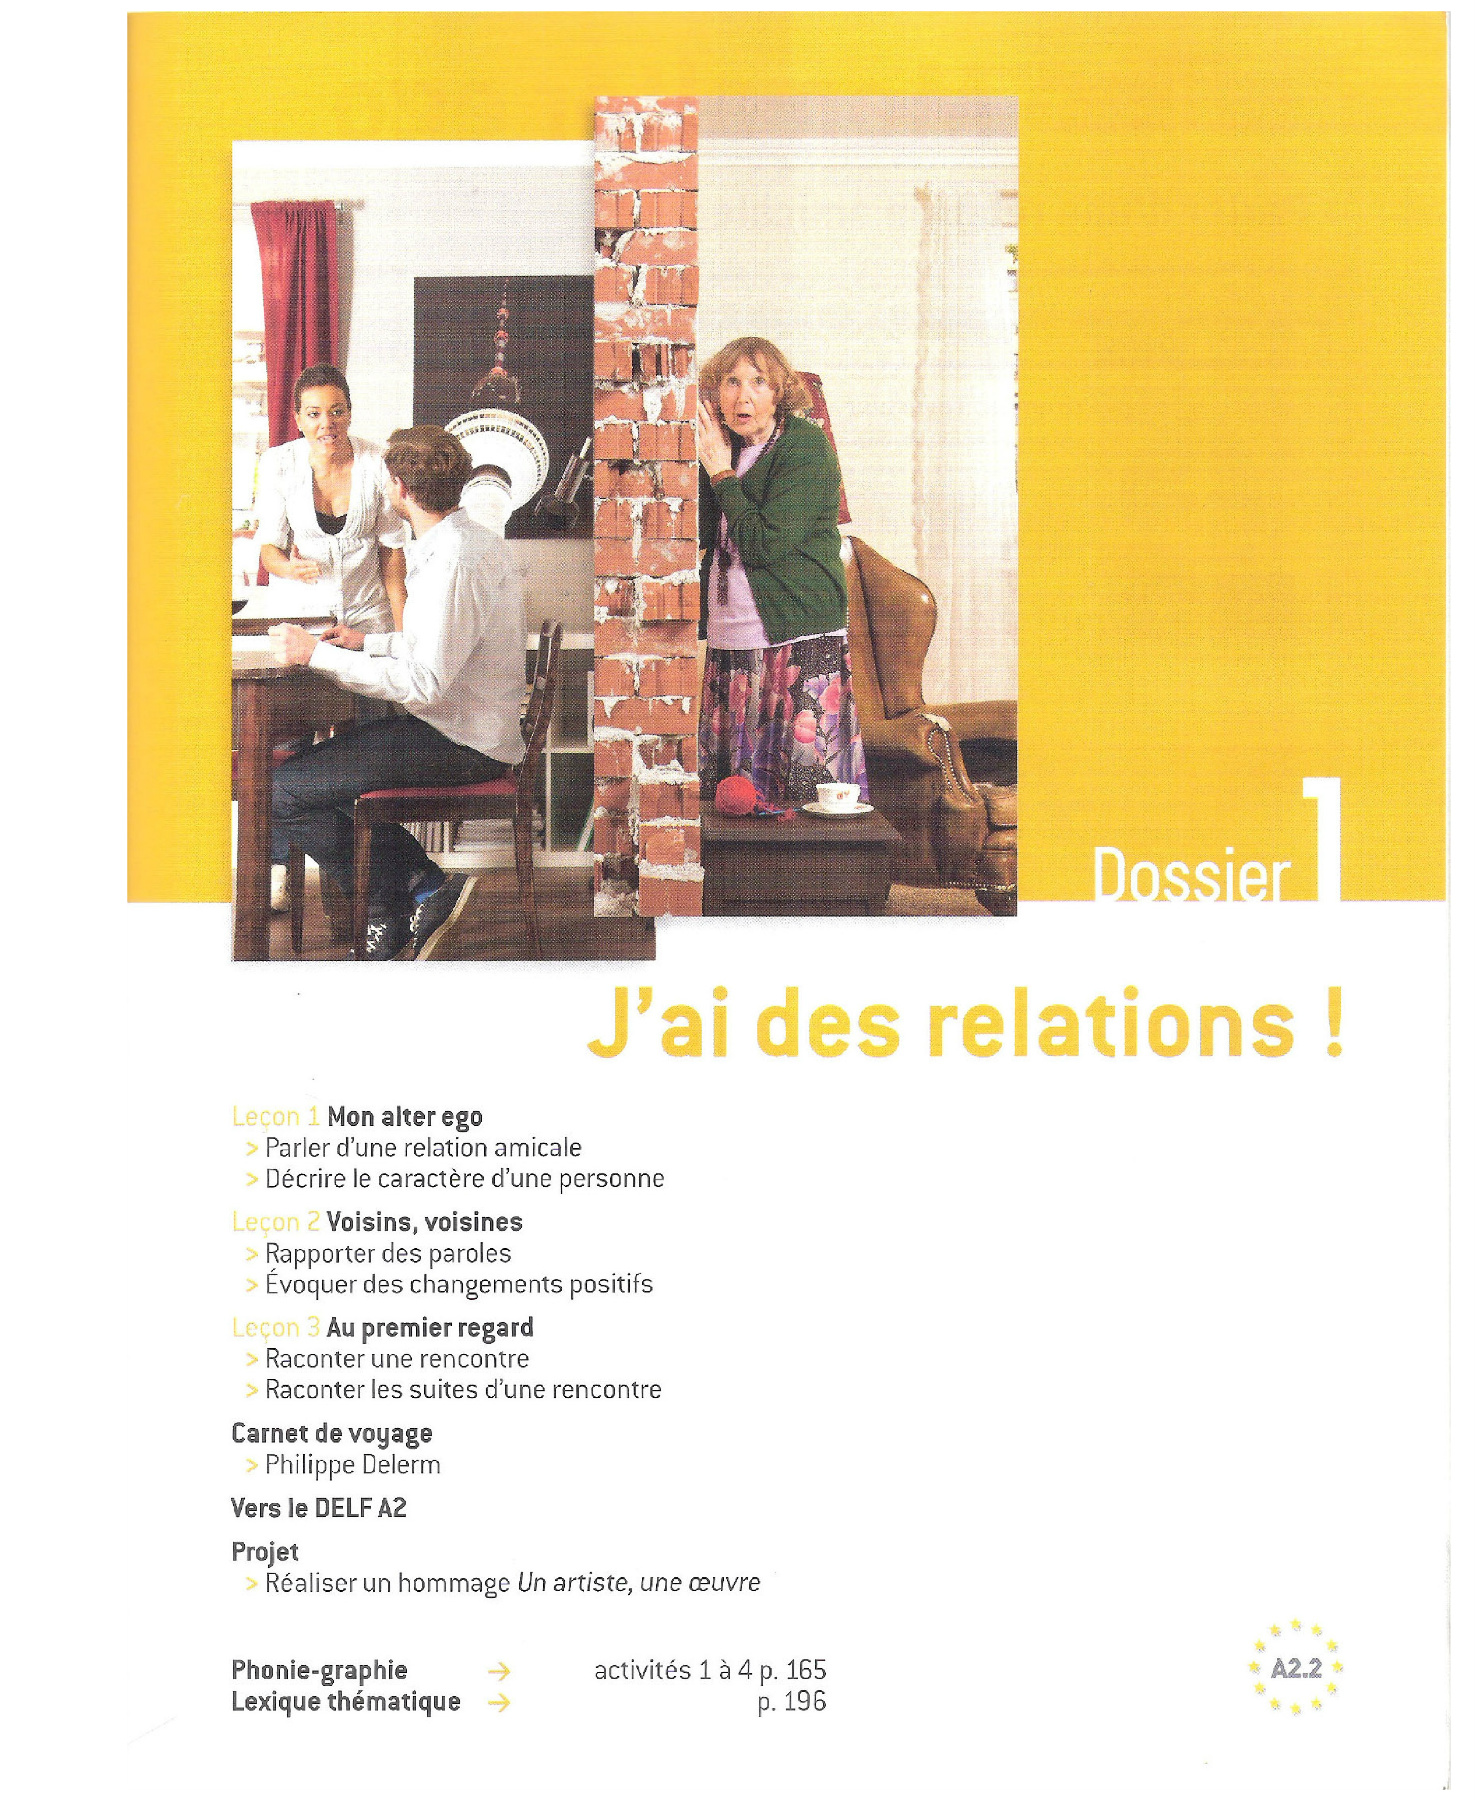 Dossier 1
J'ai des relations !
Leçon 1 Mon alter ego
> Parler d'une relation amicale
> Décrire le caractère d'une personne
Leçon 2 Voisins, voisines
> Rapporter des paroles
> Évoquer des changements positifs
Leçon 3 Au premier regard
> Raconter une rencontre
> Raconter les suites d'une rencontre
Carnet de voyage
> Philippe Delerm
Vers le DELF A2
Projet
> Réaliser un hommage Un artiste, une œuvre
Phonie-graphie → activités 1 à 4 p. 165
Lexique thématique → p. 196
A2.2